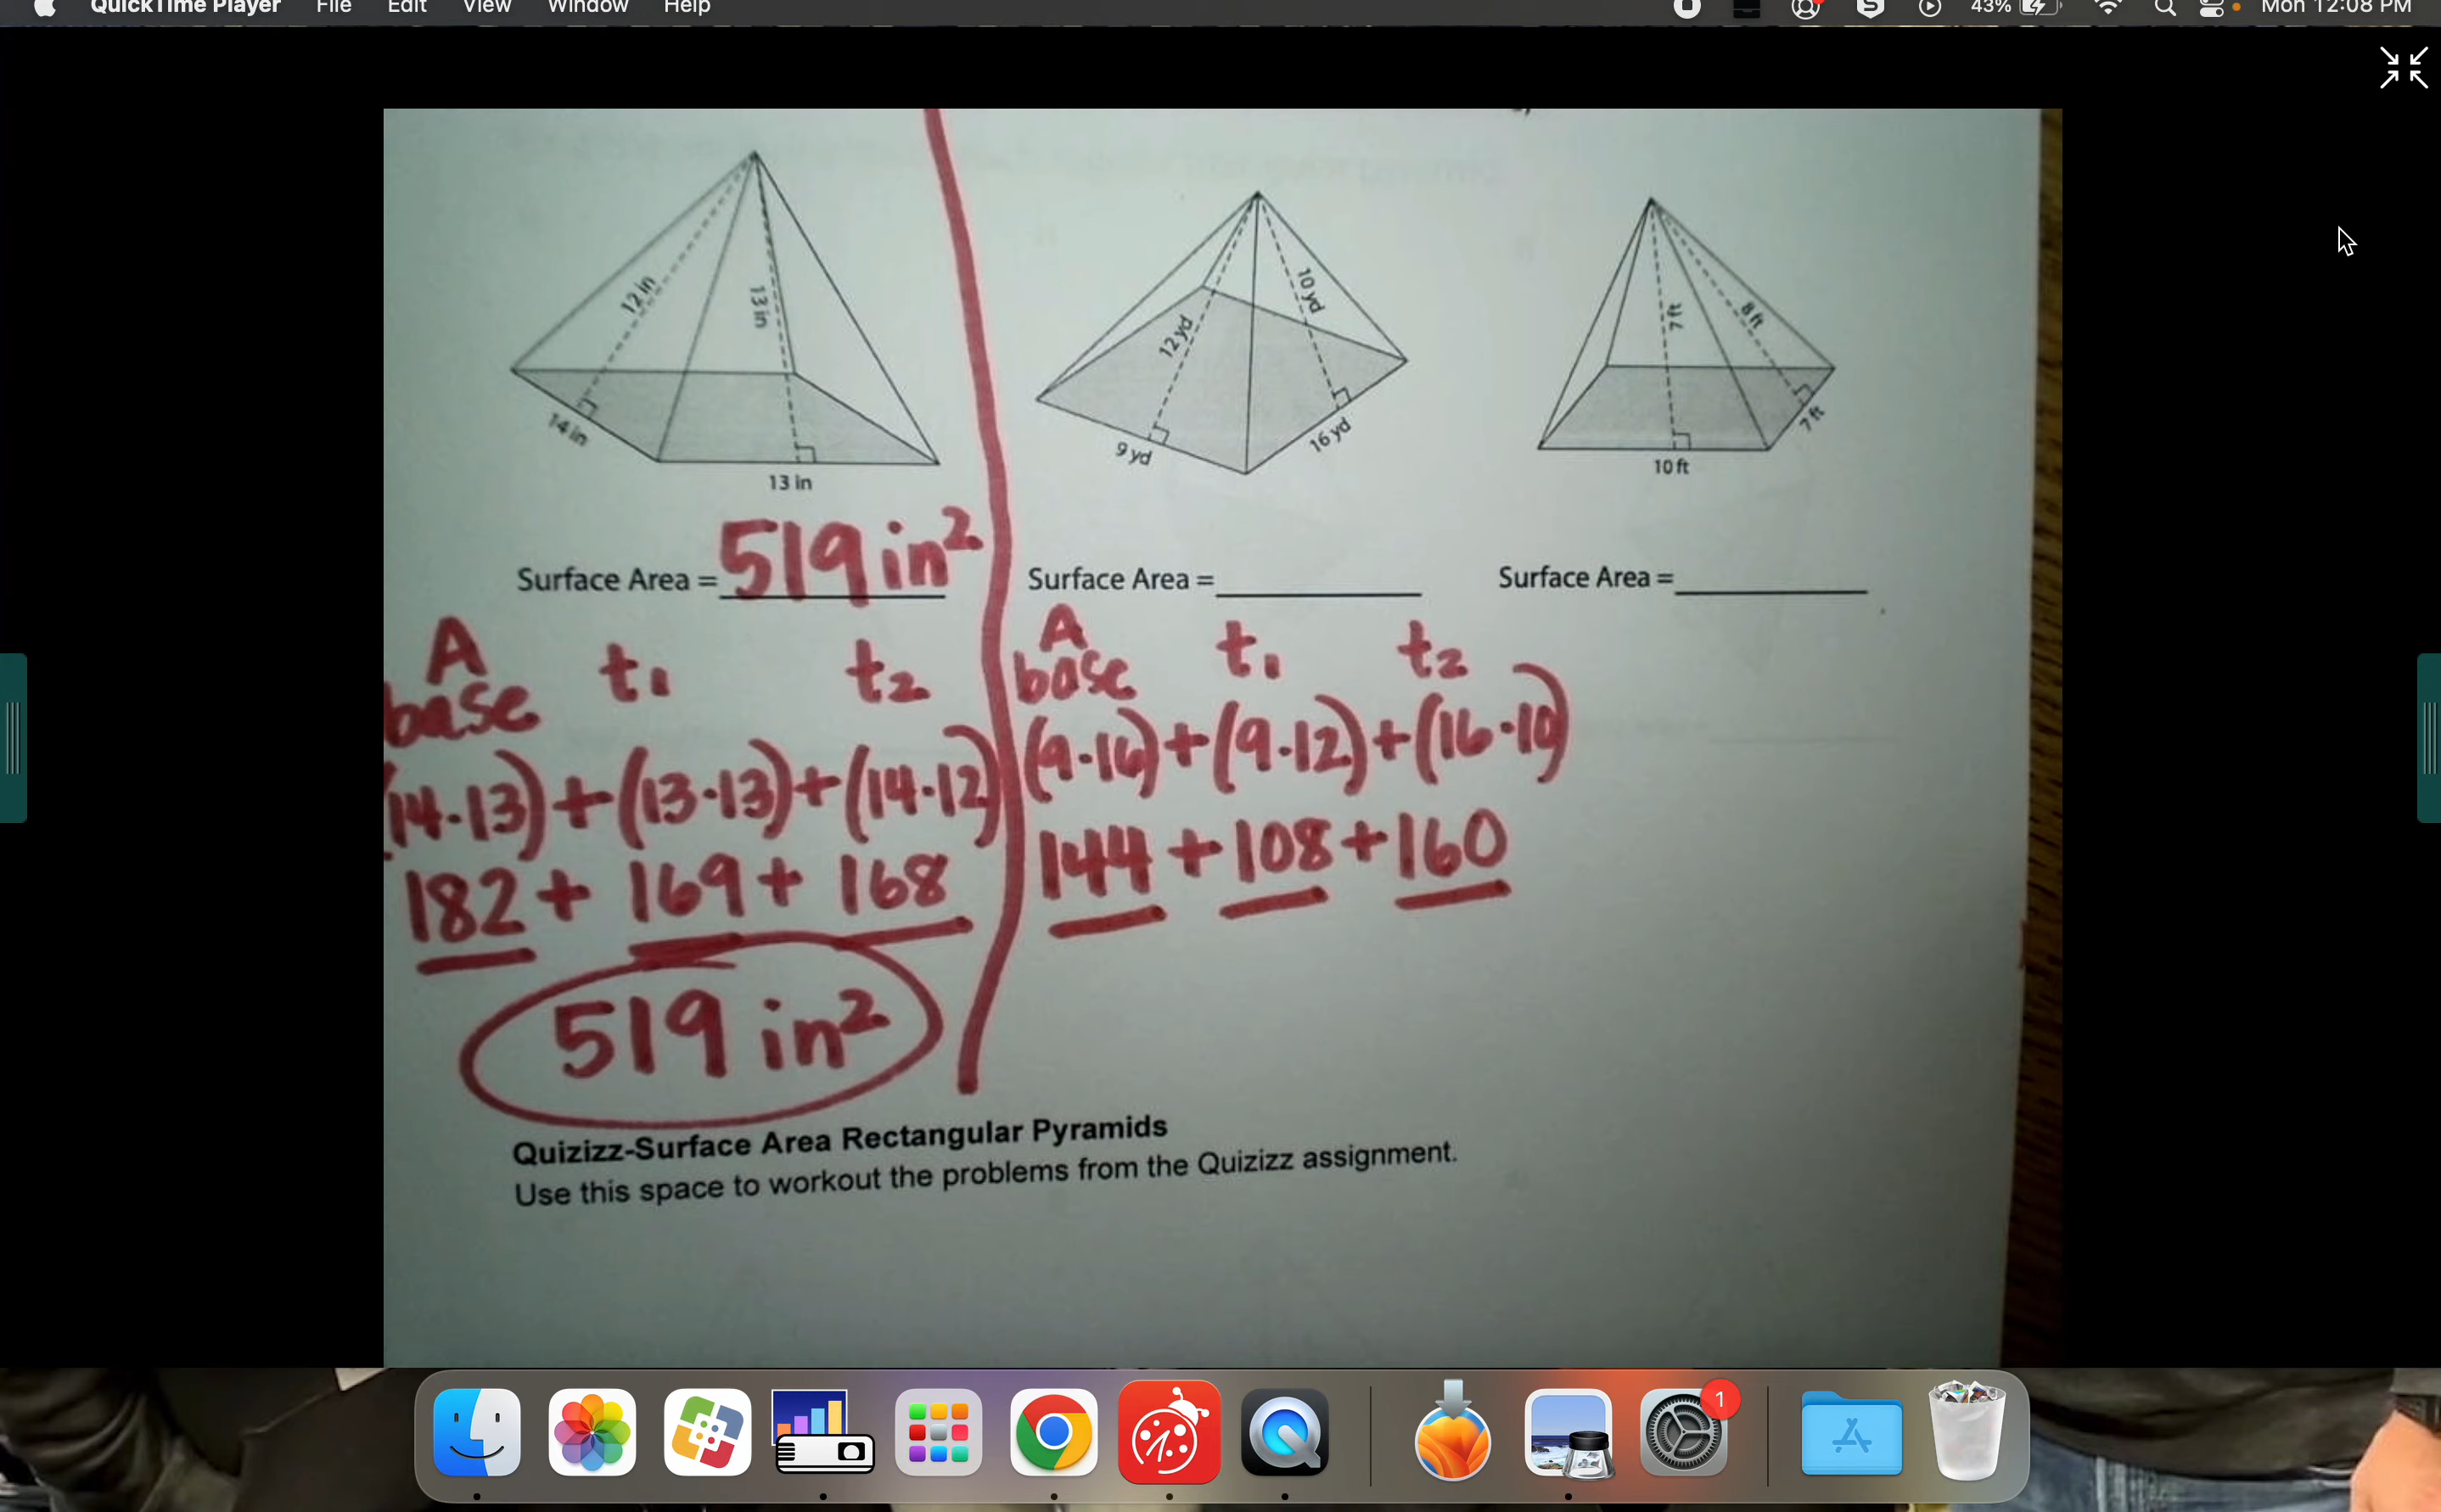 QuickTime Player File Edit View Window Help 43% Mon 12:08 PM
12 in
13 in
14 in
13 in
12 yd
10 yd
9 yd
16 yd
7 ft
8 ft
7 ft
10 ft
Surface Area = 519 in²
Surface Area =
Surface Area =
A base t₁ t₂
(14·13)+(13·13)+(14·12)
182 + 169 + 168
519 in²
A base t₁ t₂
(9·16)+(9·12)+(16·10)
144 + 108 + 160
Quizizz-Surface Area Rectangular Pyramids
Use this space to workout the problems from the Quizizz assignment.
1